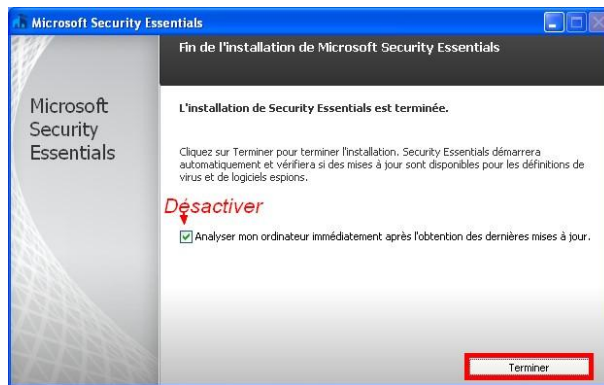 Microsoft Security Essentials
Fin de l'installation de Microsoft Security Essentials
Microsoft
Security
Essentials
L'installation de Security Essentials est terminée.
Cliquez sur Terminer pour terminer l'installation. Security Essentials démarrera
automatiquement et vérifiera si des mises à jour sont disponibles pour les définitions de
virus et de logiciels espions.
Désactiver
Analyser mon ordinateur immédiatement après l'obtention des dernières mises à jour.
Terminer